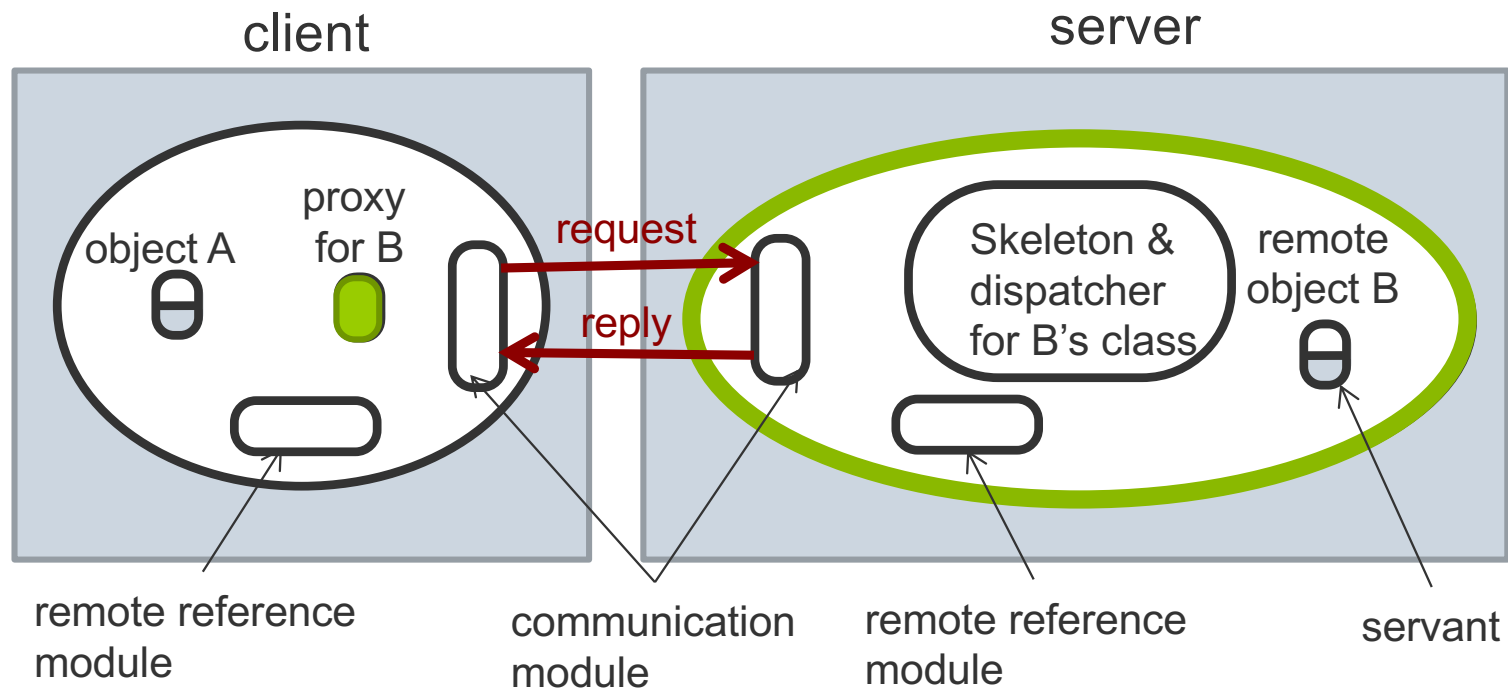 client
server
proxy
for B
object A
request
reply
Skeleton &
dispatcher
for B’s class
remote
object B
remote reference
module
communication
module
remote reference
module
servant